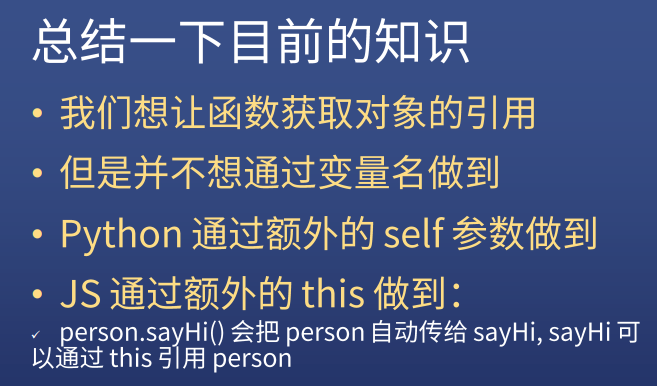 总结一下目前的知识
• 我们想让函数获取对象的引用
• 但是并不想通过变量名做到
• Python 通过额外的 self 参数做到
• JS 通过额外的 this 做到：
✓ person.sayHi() 会把 person 自动传给 sayHi, sayHi 可
以通过 this 引用 person